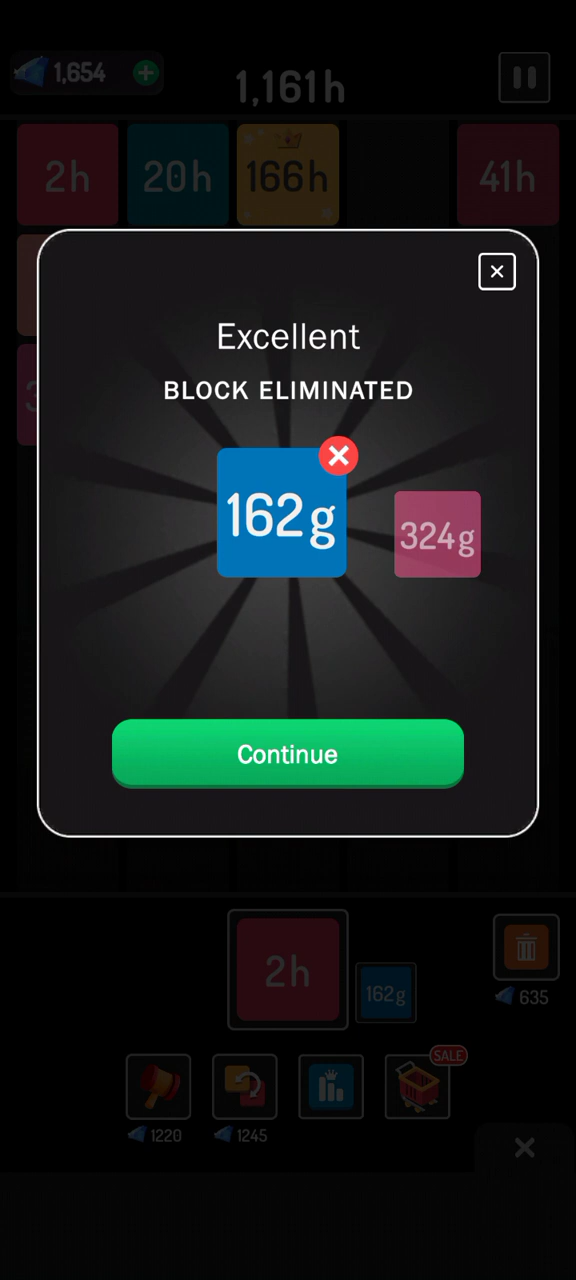 1,654
1,161h
2h 20h 166h 41h
3
Excellent
BLOCK ELIMINATED
162g
324g
Continue
2h
162g
635
SALE
1220 1245